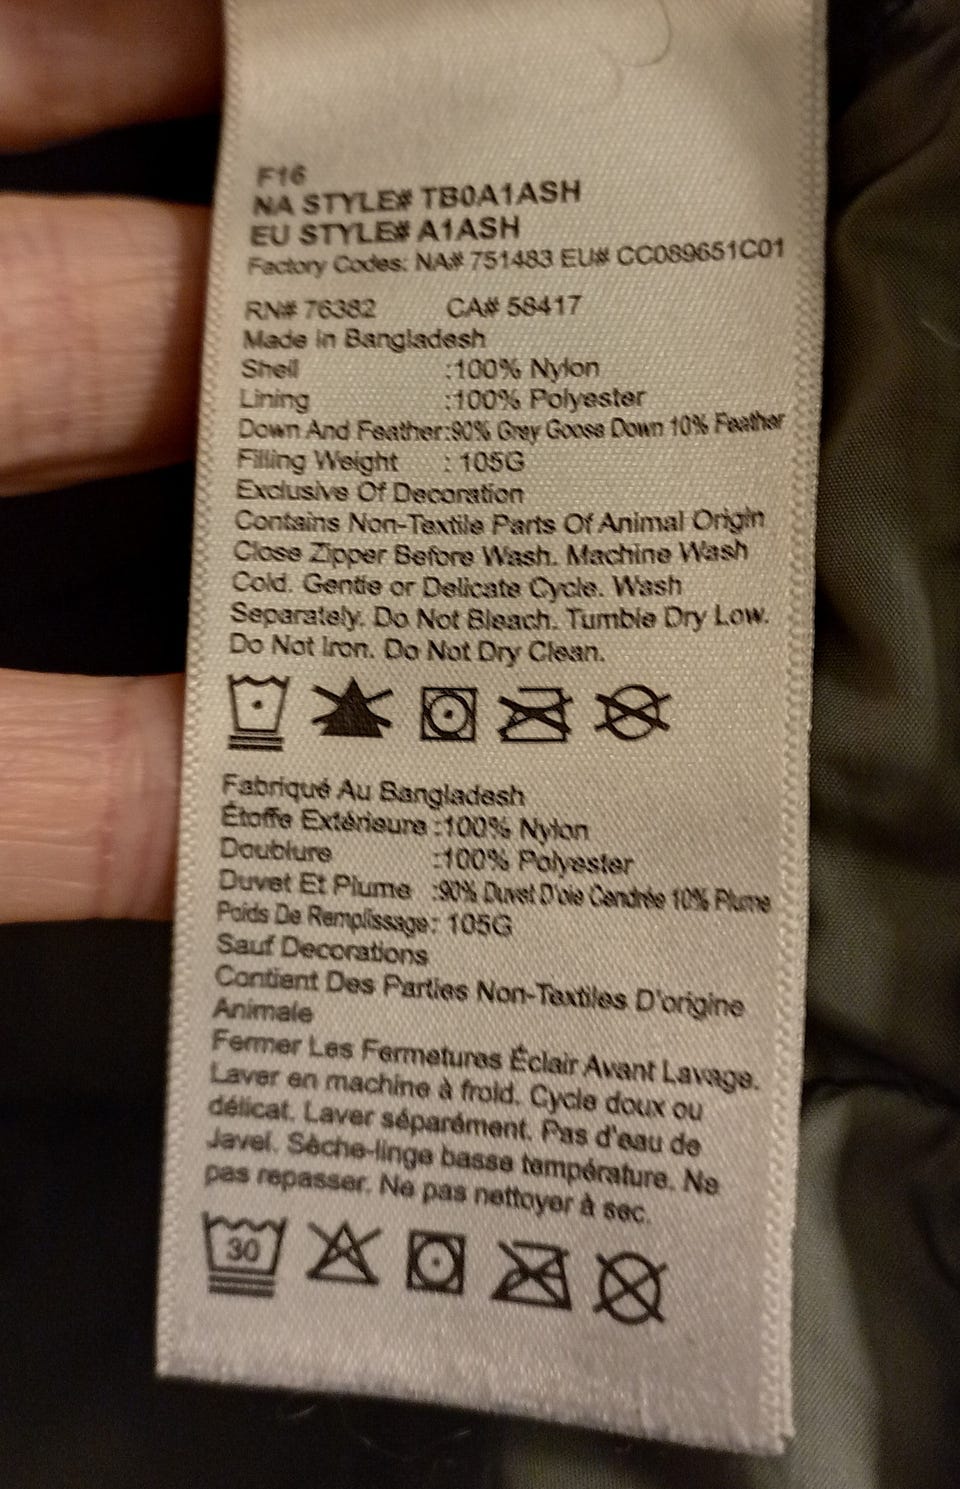 F16
NA STYLE# TB0A1ASH
EU STYLE# A1ASH
Factory Codes: NA# 751483 EU# CC089651C01
RN# 76382 CA# 58417
Made in Bangladesh
Shell :100% Nylon
Lining :100% Polyester
Down And Feather:90% Grey Goose Down 10% Feather
Filling Weight : 105G
Exclusive Of Decoration
Contains Non-Textile Parts Of Animal Origin
Close Zipper Before Wash. Machine Wash
Cold. Gentle or Delicate Cycle. Wash
Separately. Do Not Bleach. Tumble Dry Low.
Do Not Iron. Do Not Dry Clean.
Fabriqué Au Bangladesh
Étoffe Extérieure :100% Nylon
Doublure :100% Polyester
Duvet Et Plume :90% Duvet D'oie Cendrée 10% Plume
Poids De Remplissage: 105G
Sauf Decorations
Contient Des Parties Non-Textiles D'origine
Animale
Fermer Les Fermetures Éclair Avant Lavage.
Laver en machine à froid. Cycle doux ou
délicat. Laver séparément. Pas d'eau de
Javel. Sèche-linge basse température. Ne
pas repasser. Ne pas nettoyer à sec.
30